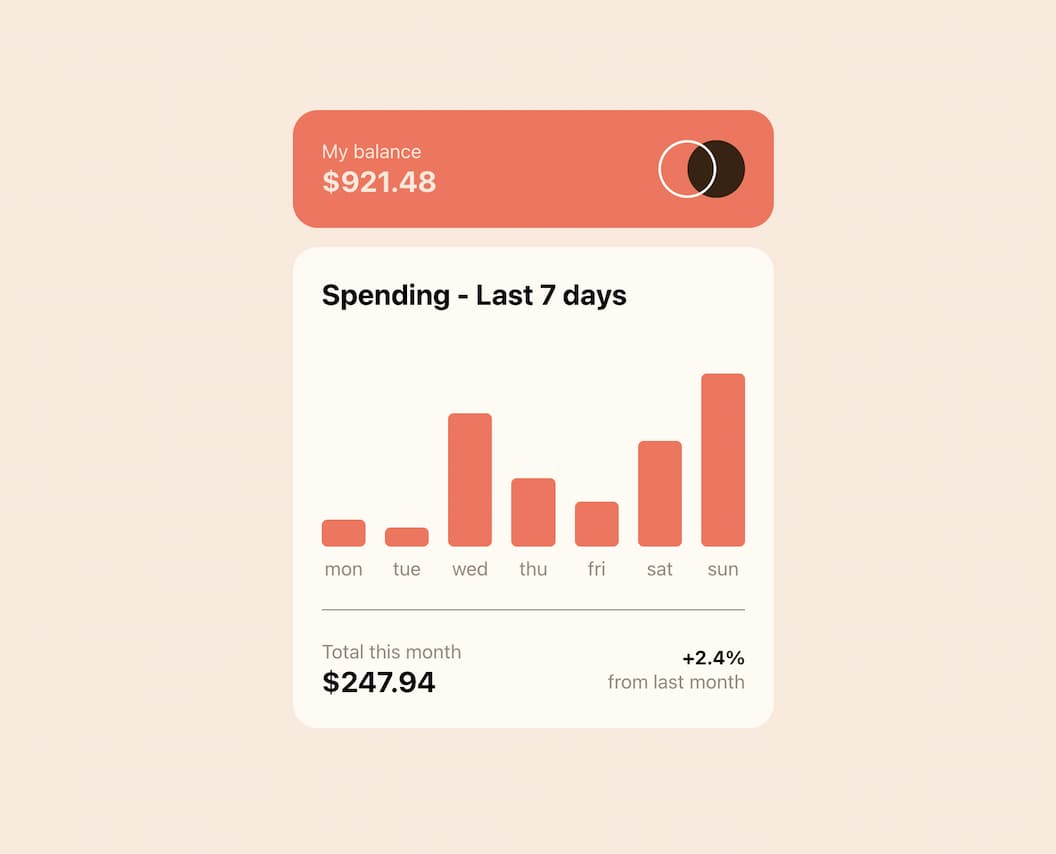 My balance
$921.48
Spending - Last 7 days
mon tue wed thu fri sat sun
Total this month
$247.94
+2.4%
from last month